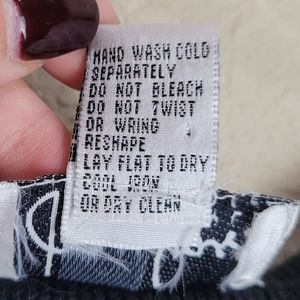 HAND WASH COLD
SEPARATELY
DO NOT BLEACH
DO NOT TWIST
OR WRING
RESHAPE
LAY FLAT TO DRY
COOL IRON
OR DRY CLEAN